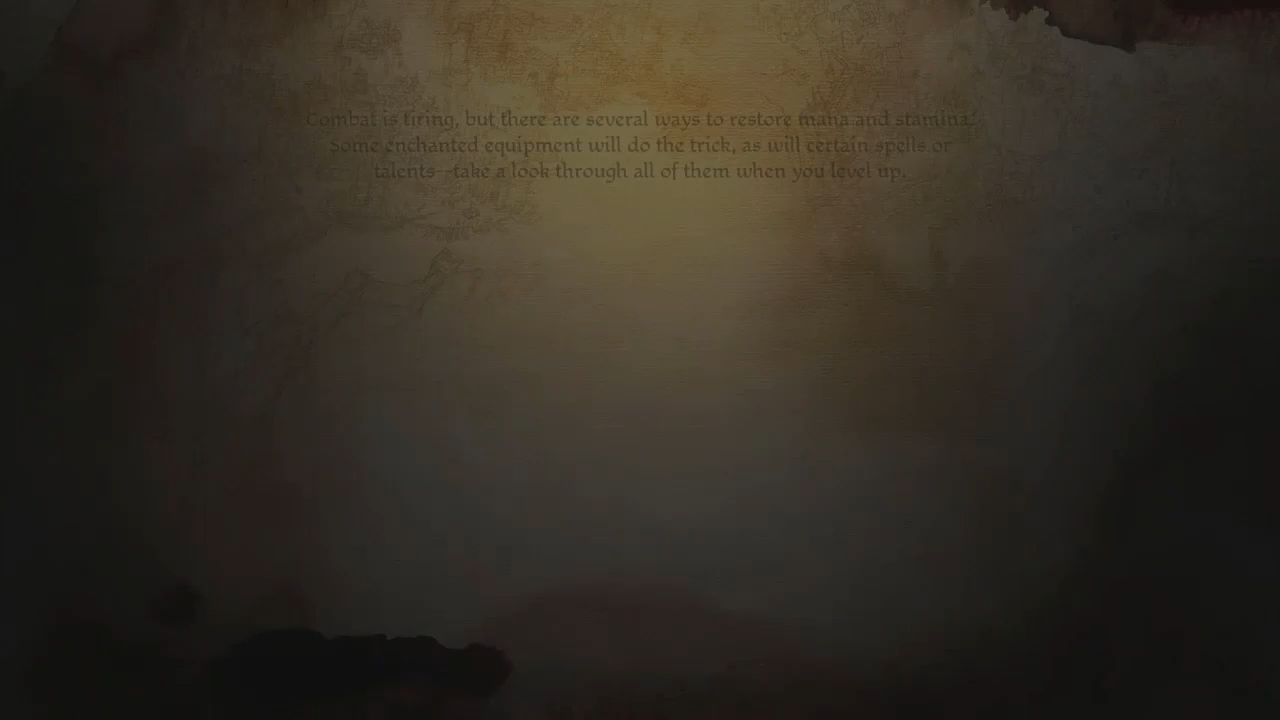 Combat is tiring, but there are several ways to restore mana and stamina.
Some enchanted equipment will do the trick, as will certain spells or
talents--take a look through all of them when you level up.